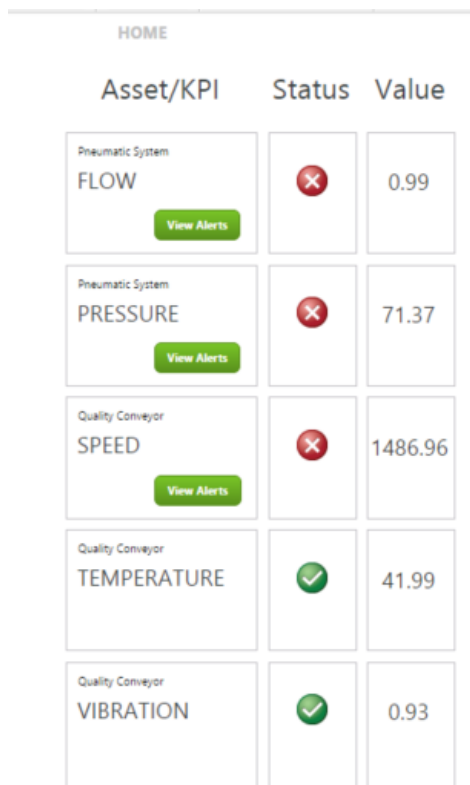 HOME
Asset/KPI Status Value
Pneumatic System
FLOW
0.99
View Alerts
Pneumatic System
PRESSURE
71.37
View Alerts
Quality Conveyor
SPEED
1486.96
View Alerts
Quality Conveyor
TEMPERATURE
41.99
Quality Conveyor
VIBRATION
0.93